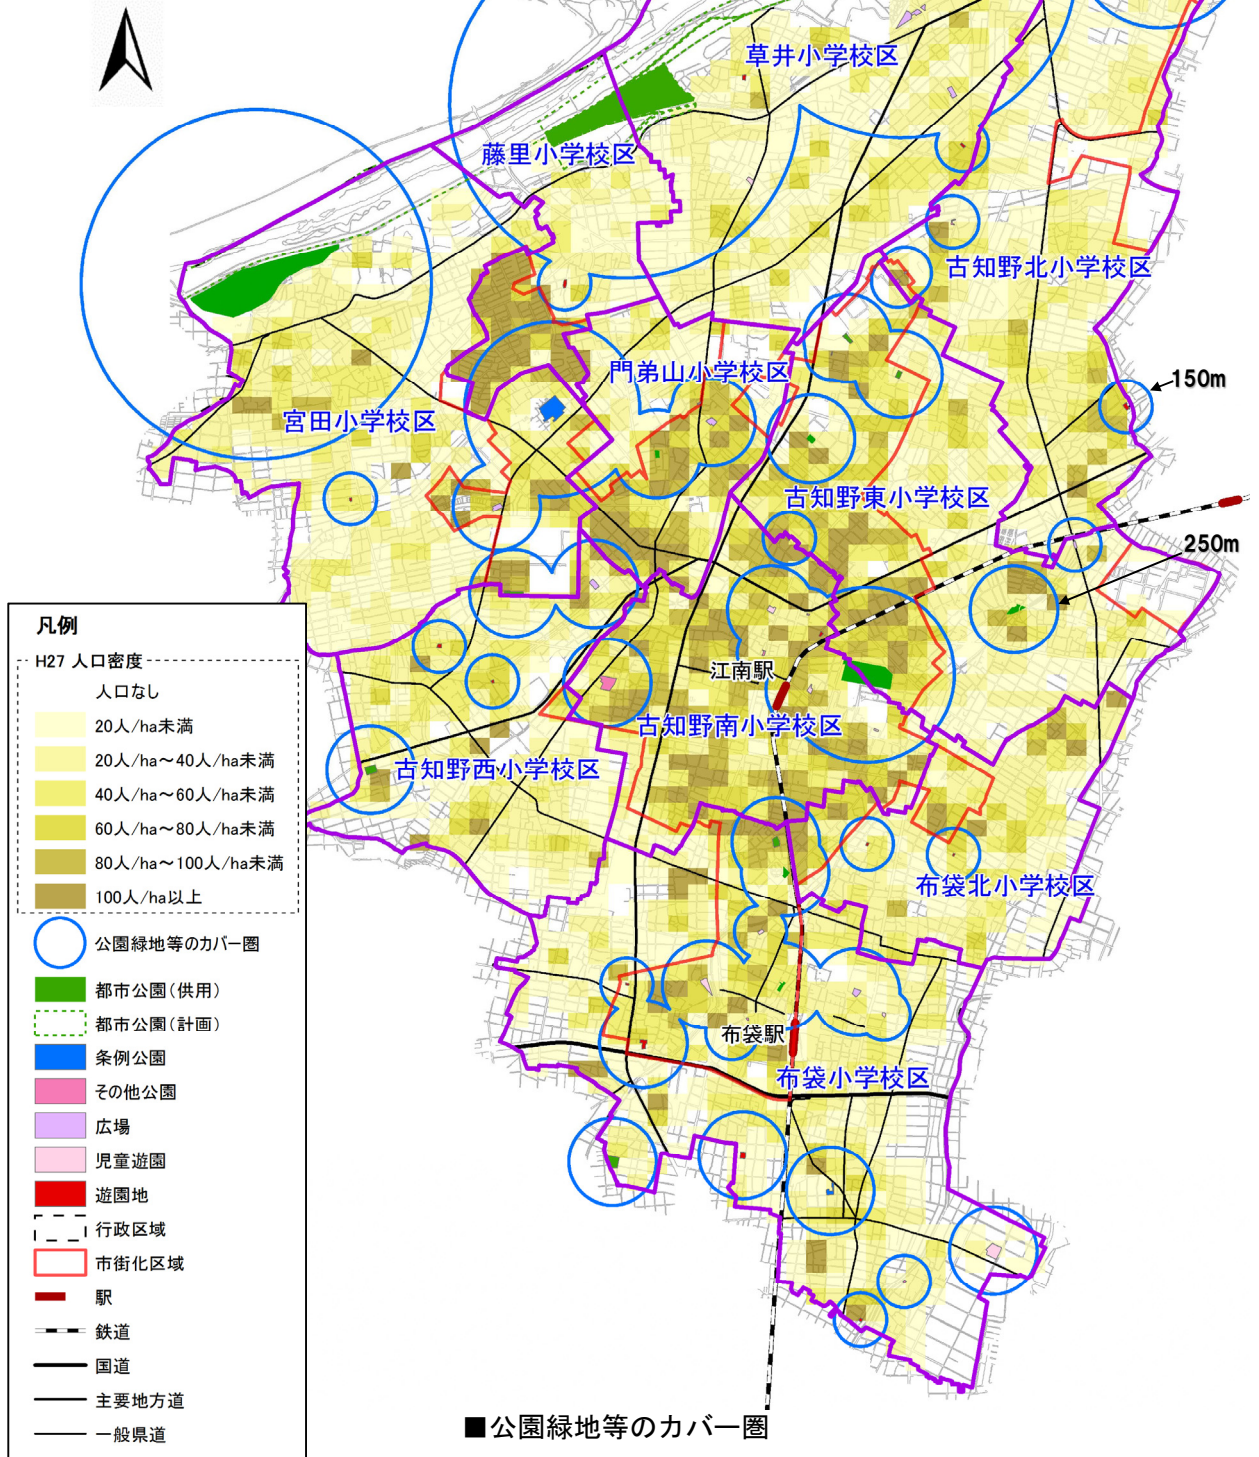 草井小学校区
藤里小学校区
古知野北小学校区
門弟山小学校区
150m
宮田小学校区
古知野東小学校区
250m
江南駅
古知野南小学校区
古知野西小学校区
布袋北小学校区
布袋駅
布袋小学校区
凡例
H27 人口密度
人口なし
20人/ha未満
20人/ha～40人/ha未満
40人/ha～60人/ha未満
60人/ha～80人/ha未満
80人/ha～100人/ha未満
100人/ha以上
公園緑地等のカバー圏
都市公園(供用)
都市公園(計画)
条例公園
その他公園
広場
児童遊園
遊園地
行政区域
市街化区域
駅
鉄道
国道
主要地方道
一般県道
■公園緑地等のカバー圏